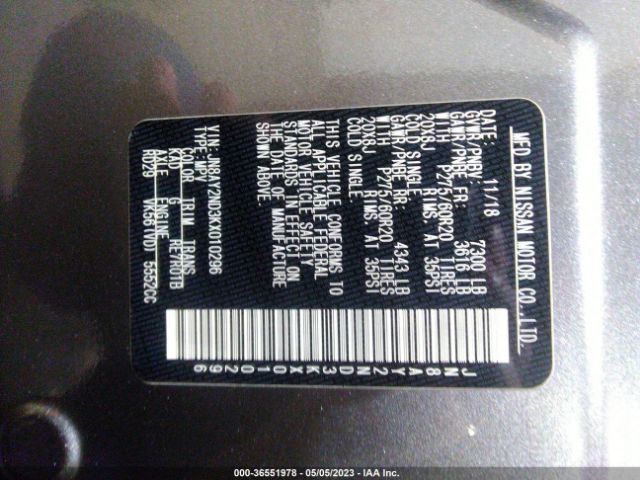 MFD BY NISSAN MOTOR CO.,LTD.
DATE: 11/18
GVWR/PNBV: 7300 LB
GAWR/PNBE FR: 3616 LB
WITH P275/60R20 TIRES
20X8J RIMS AT 35PSI
COLD SINGLE
GAWR/PNBE RR: 4343 LB
WITH P275/60R20 TIRES
20X8J RIMS AT 35PSI
COLD SINGLE
THIS VEHICLE CONFORMS TO
ALL APPLICABLE FEDERAL
MOTOR VEHICLE SAFETY
STANDARDS IN EFFECT ON
THE DATE OF MANUFACTURE
SHOWN ABOVE.
VIN: JN8AY2ND3KX010296
TYPE: MPV
COLOR TRIM TRANS
KAD G RE7R01B
AXLE ENGINE
AD29 VK56(VD) 5552CC
JN8AY2ND3KX010296
000-36551978 - 05/05/2023 - IAA Inc.